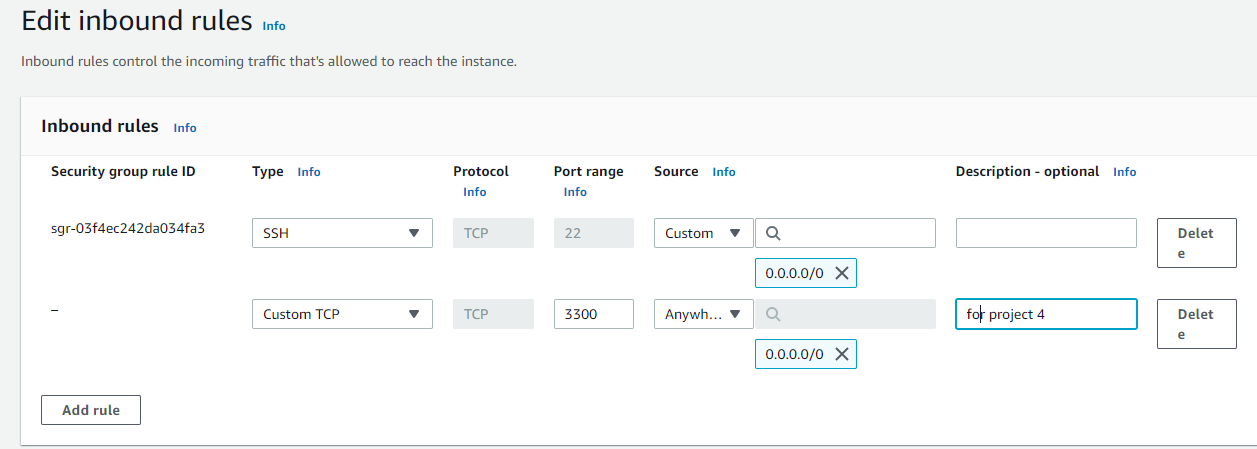 Edit inbound rules Info
Inbound rules control the incoming traffic that's allowed to reach the instance.
Inbound rules Info
Security group rule ID Type Info Protocol Info Port range Info Source Info Description - optional Info
sgr-03f4ec242da034fa3 SSH TCP 22 Custom Delete
0.0.0.0/0
– Custom TCP TCP 3300 Anywh... for project 4 Delete
0.0.0.0/0
Add rule